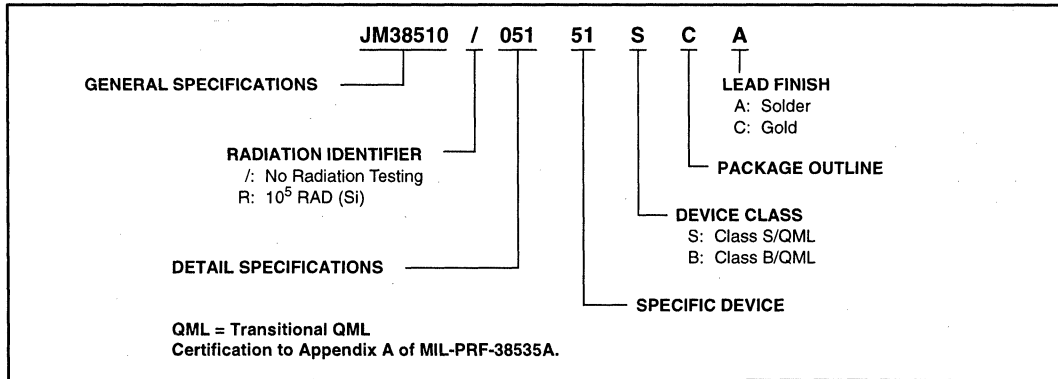 JM38510 / 051 51 S C A
GENERAL SPECIFICATIONS
LEAD FINISH
A: Solder
C: Gold
RADIATION IDENTIFIER
/: No Radiation Testing
R: 10⁵ RAD (Si)
PACKAGE OUTLINE
DEVICE CLASS
S: Class S/QML
B: Class B/QML
DETAIL SPECIFICATIONS
SPECIFIC DEVICE
QML = Transitional QML
Certification to Appendix A of MIL-PRF-38535A.